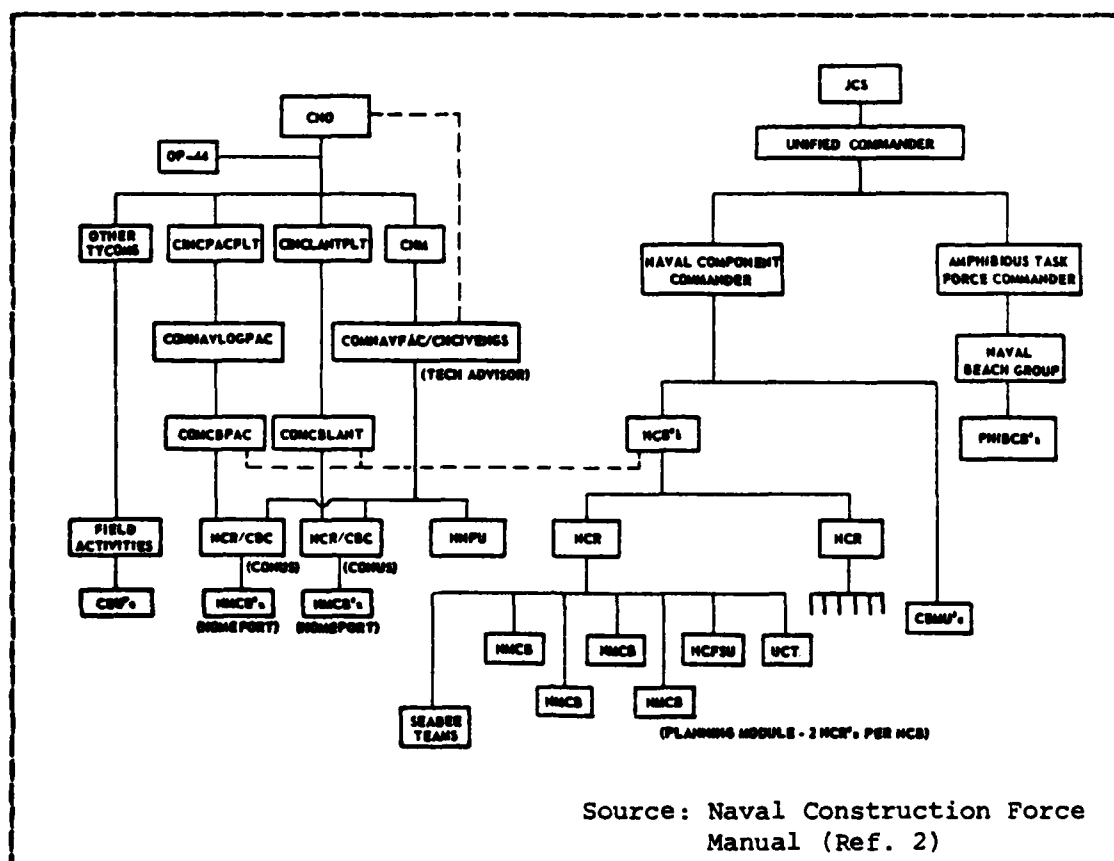 CNO
JCS
OP-44
UNIFIED COMMANDER
OTHER
TYCOMS
CINCPACFLT
CINCLANTFLT
CNM
NAVAL COMPONENT
COMMANDER
AMPHIBIOUS TASK
FORCE COMMANDER
COMNAVLOGPAC
COMNAVFAC/CHCIVENGS
(TECH ADVISOR)
NAVAL
BEACH GROUP
COMCBPAC
COMCBLANT
NCB's
PHIBCB's
FIELD
ACTIVITIES
NCR/CBC
(CONUS)
NCR/CBC
(CONUS)
NCR
NCR
CBU's
NMCB's
(HOMEPORT)
NMCB's
(HOMEPORT)
CBMU's
NMCB
NMCB
NCFSU
UCT
NMCB
NMCB
SEABEE
TEAMS
(PLANNING MODULE - 2 NCR's PER NCB)
Source: Naval Construction Force
Manual (Ref. 2)